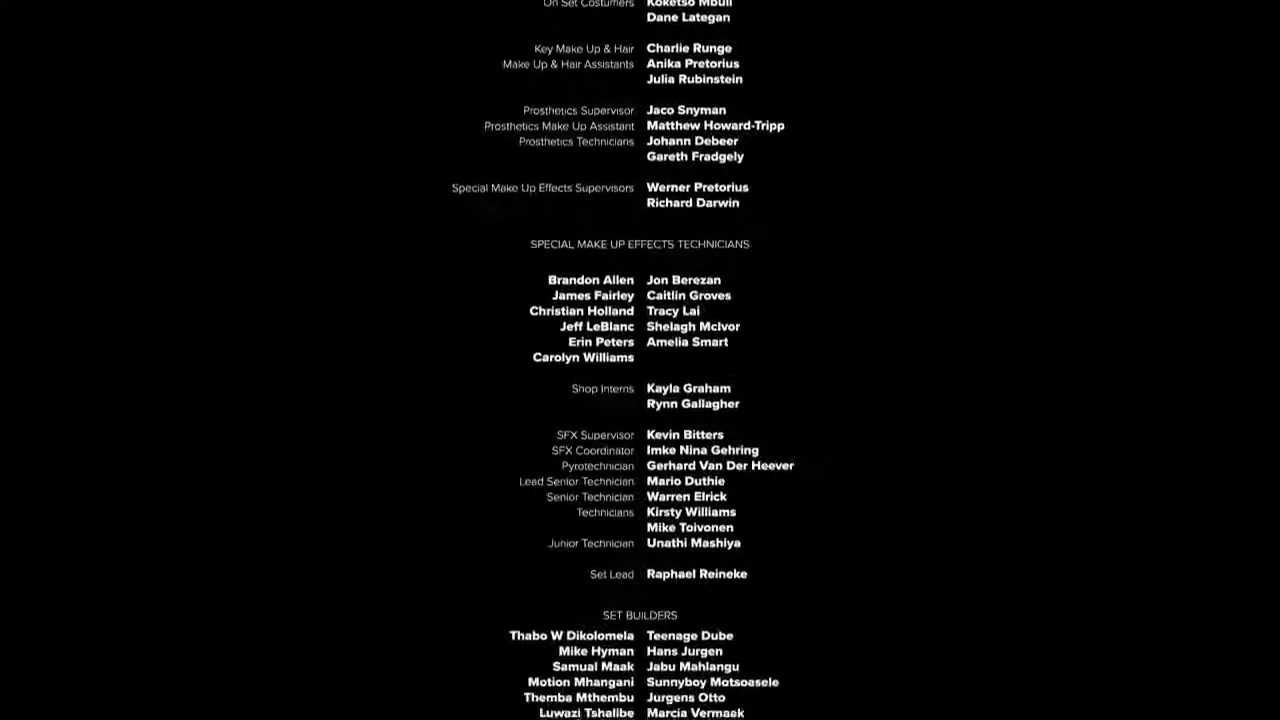 On Set Costumers Koketso Mbuli
Dane Lategan
Key Make Up & Hair Charlie Runge
Make Up & Hair Assistants Anika Pretorius
Julia Rubinstein
Prosthetics Supervisor Jaco Snyman
Prosthetics Make Up Assistant Matthew Howard-Tripp
Prosthetics Technicians Johann Debeer
Gareth Fradgely
Special Make Up Effects Supervisors Werner Pretorius
Richard Darwin
SPECIAL MAKE UP EFFECTS TECHNICIANS
Brandon Allen Jon Berezan
James Fairley Caitlin Groves
Christian Holland Tracy Lai
Jeff LeBlanc Shelagh McIvor
Erin Peters Amelia Smart
Carolyn Williams
Shop Interns Kayla Graham
Rynn Gallagher
SFX Supervisor Kevin Bitters
SFX Coordinator Imke Nina Gehring
Pyrotechnician Gerhard Van Der Heever
Lead Senior Technician Mario Duthie
Senior Technician Warren Elrick
Technicians Kirsty Williams
Mike Toivonen
Junior Technician Unathi Mashiya
Set Lead Raphael Reineke
SET BUILDERS
Thabo W Dikolomela Teenage Dube
Mike Hyman Hans Jurgen
Samual Maak Jabu Mahlangu
Motion Mhangani Sunnyboy Motsoasele
Themba Mthembu Jurgens Otto
Luwazi Tshalibe Marcia Vermaak